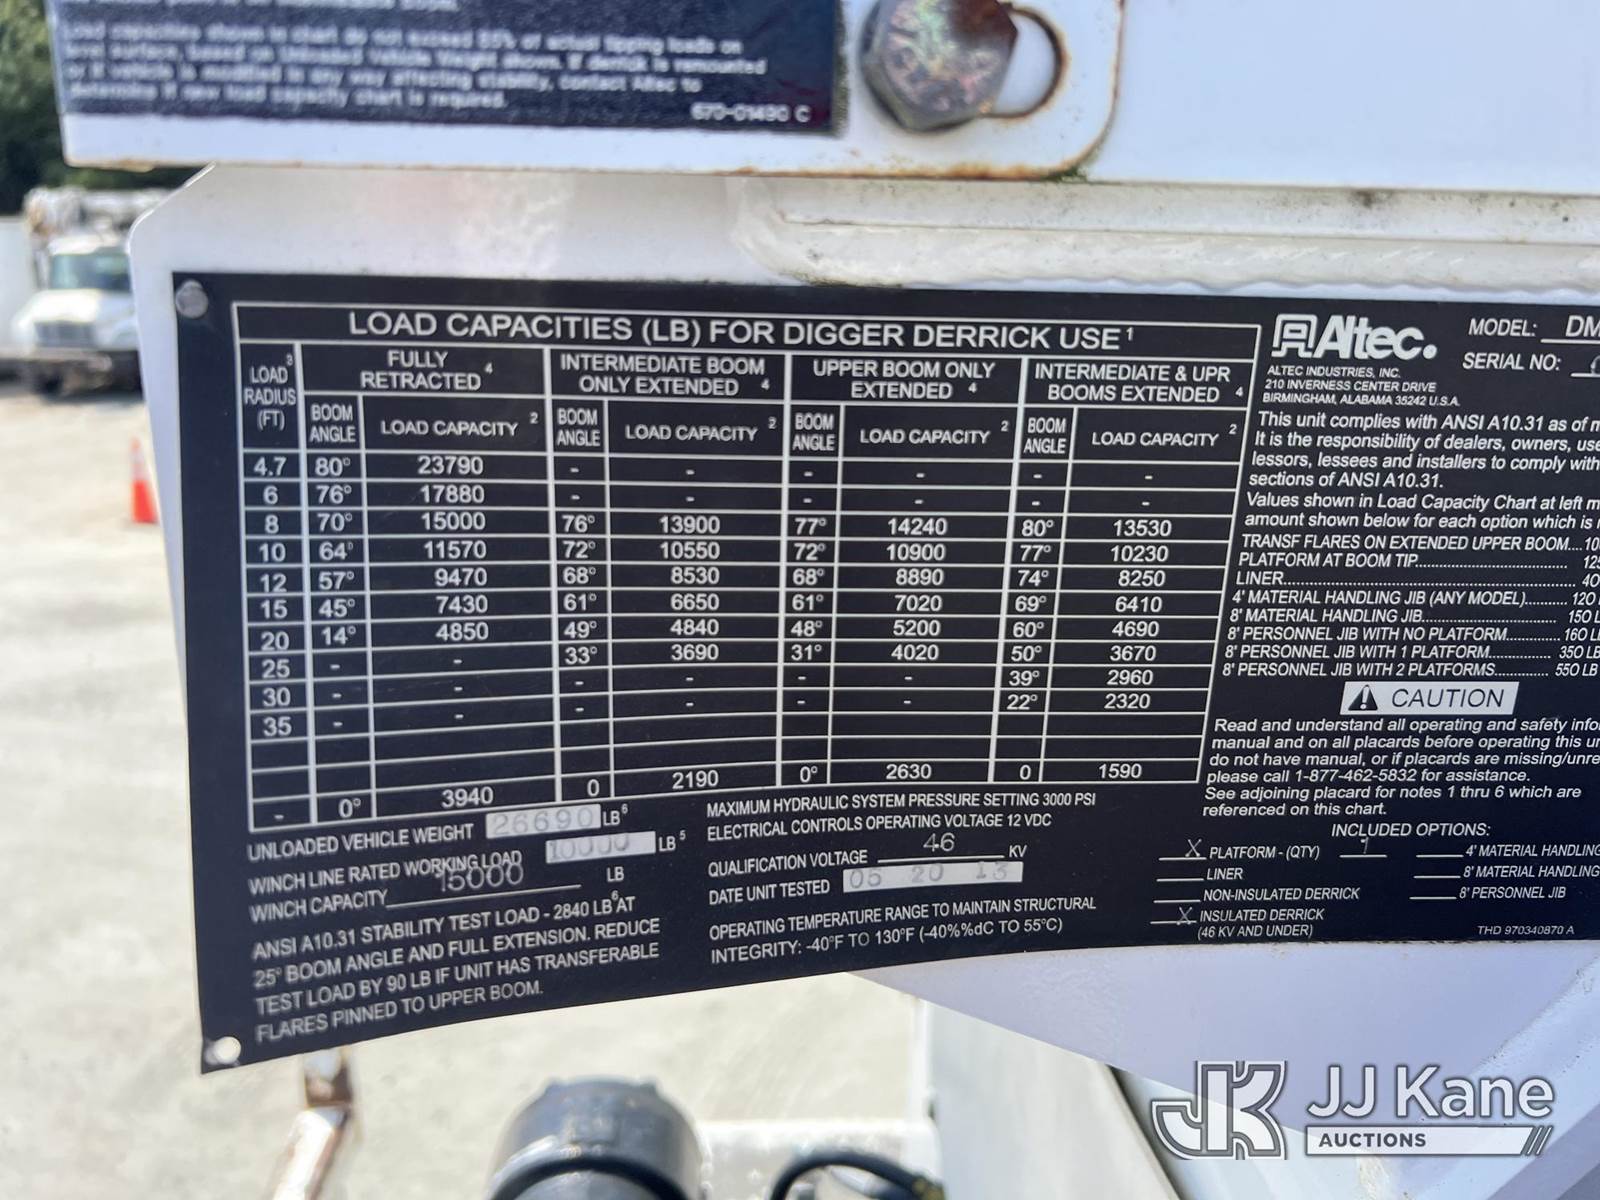 Load capacities shown in chart do not exceed 85% of actual tipping loads on
level surface, based on Unloaded Vehicle Weight shown. If derrick is remounted
or if vehicle is modified in any way affecting stability, contact Altec to
determine if new load capacity chart is required.
670-01490 C
LOAD CAPACITIES (LB) FOR DIGGER DERRICK USE 1
LOAD 3 RADIUS (FT)
FULLY RETRACTED 4
INTERMEDIATE BOOM ONLY EXTENDED 4
UPPER BOOM ONLY EXTENDED 4
INTERMEDIATE & UPR BOOMS EXTENDED 4
BOOM ANGLE LOAD CAPACITY 2 BOOM ANGLE LOAD CAPACITY 2 BOOM ANGLE LOAD CAPACITY 2 BOOM ANGLE LOAD CAPACITY 2
4.7 80° 23790 - - - - - -
6 76° 17880 - - - - - -
8 70° 15000 76° 13900 77° 14240 80° 13530
10 64° 11570 72° 10550 72° 10900 77° 10230
12 57° 9470 68° 8530 68° 8890 74° 8250
15 45° 7430 61° 6650 61° 7020 69° 6410
20 14° 4850 49° 4840 48° 5200 60° 4690
25 - - 33° 3690 31° 4020 50° 3670
30 - - - - - - 39° 2960
35 - - - - - - 22° 2320
- 0° 3940 0 2190 0° 2630 0 1590
UNLOADED VEHICLE WEIGHT 26690 LB 6
WINCH LINE RATED WORKING LOAD 10000 LB 5
WINCH CAPACITY 15000 LB
ANSI A10.31 STABILITY TEST LOAD - 2840 LB 6 AT
25° BOOM ANGLE AND FULL EXTENSION. REDUCE
TEST LOAD BY 90 LB IF UNIT HAS TRANSFERABLE
FLARES PINNED TO UPPER BOOM.
MAXIMUM HYDRAULIC SYSTEM PRESSURE SETTING 3000 PSI
ELECTRICAL CONTROLS OPERATING VOLTAGE 12 VDC
QUALIFICATION VOLTAGE 46 KV
DATE UNIT TESTED 05 20 13
OPERATING TEMPERATURE RANGE TO MAINTAIN STRUCTURAL
INTEGRITY: -40°F TO 130°F (-40%%dC TO 55°C)
Altec.
ALTEC INDUSTRIES, INC.
210 INVERNESS CENTER DRIVE
BIRMINGHAM, ALABAMA 35242 U.S.A.
MODEL: DM
SERIAL NO:
This unit complies with ANSI A10.31 as of
It is the responsibility of dealers, owners,
lessors, lessees and installers to comply with
sections of ANSI A10.31.
Values shown in Load Capacity Chart at left
amount shown below for each option which is
TRANSF FLARES ON EXTENDED UPPER BOOM....
PLATFORM AT BOOM TIP....
LINER....
4' MATERIAL HANDLING JIB (ANY MODEL).... 120
8' MATERIAL HANDLING JIB.... 150
8' PERSONNEL JIB WITH NO PLATFORM.... 160
8' PERSONNEL JIB WITH 1 PLATFORM.... 350 LB
8' PERSONNEL JIB WITH 2 PLATFORMS.... 550 LB
CAUTION
Read and understand all operating and safety
manual and on all placards before operating this
do not have manual, or if placards are
please call 1-877-462-5832 for assistance.
See adjoining placard for notes 1 thru 6 which are
referenced on this chart.
INCLUDED OPTIONS:
X PLATFORM - (QTY) 1
LINER
NON-INSULATED DERRICK
X INSULATED DERRICK
(46 KV AND UNDER)
4' MATERIAL HANDLING
8' MATERIAL HANDLING
8' PERSONNEL JIB
THD 970340870 A
JJ Kane
AUCTIONS